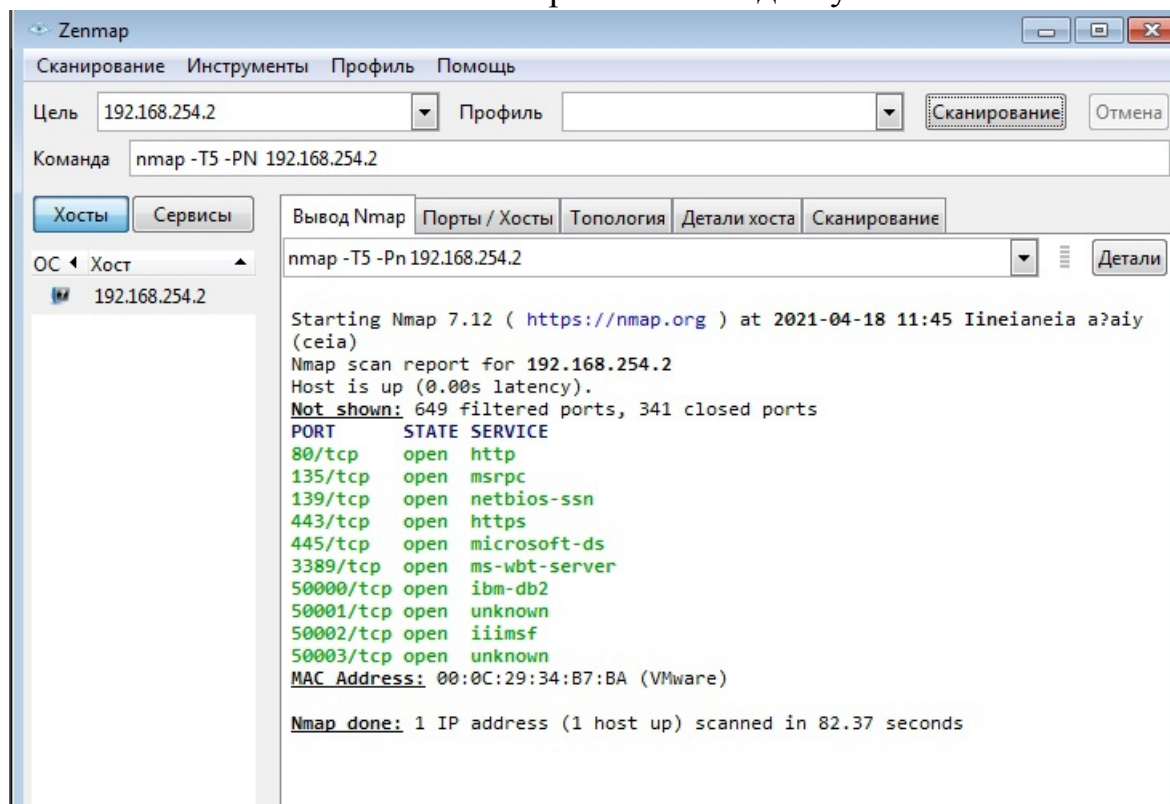 Zenmap
Сканирование Инструменты Профиль Помощь
Цель 192.168.254.2 Профиль Сканирование Отмена
Команда nmap -T5 -PN 192.168.254.2
Хосты Сервисы
Вывод Nmap Порты / Хосты Топология Детали хоста Сканирование
ОС Хост
nmap -T5 -Pn 192.168.254.2 Детали
192.168.254.2
Starting Nmap 7.12 ( https://nmap.org ) at 2021-04-18 11:45 Iineianeia a?aiy
(ceia)
Nmap scan report for 192.168.254.2
Host is up (0.00s latency).
Not shown: 649 filtered ports, 341 closed ports
PORT STATE SERVICE
80/tcp open http
135/tcp open msrpc
139/tcp open netbios-ssn
443/tcp open https
445/tcp open microsoft-ds
3389/tcp open ms-wbt-server
50000/tcp open ibm-db2
50001/tcp open unknown
50002/tcp open iiimsf
50003/tcp open unknown
MAC Address: 00:0C:29:34:B7:BA (VMware)
Nmap done: 1 IP address (1 host up) scanned in 82.37 seconds